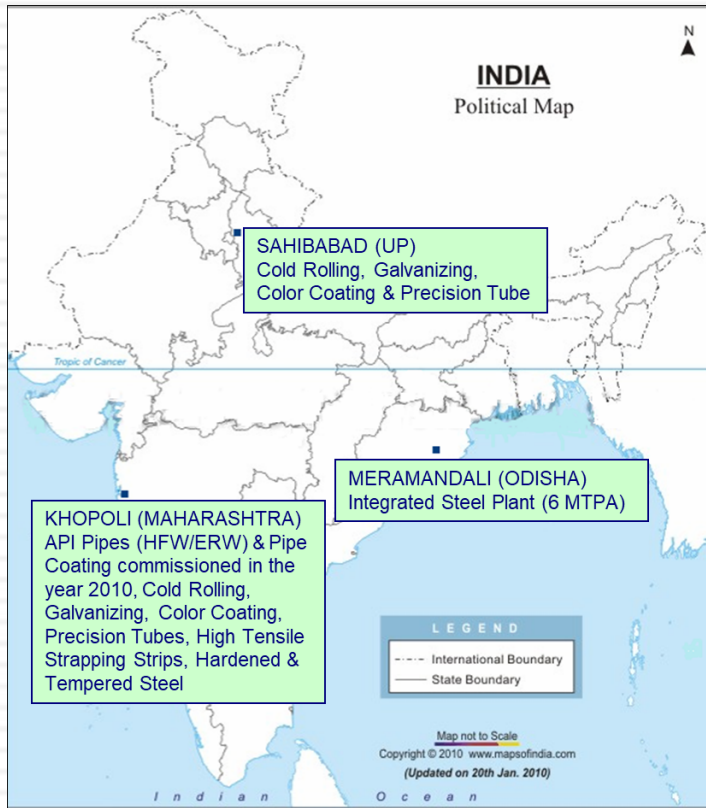 N
INDIA
Political Map
SAHIBABAD (UP)
Cold Rolling, Galvanizing,
Color Coating & Precision Tube
Tropic of Cancer
MERAMANDALI (ODISHA)
Integrated Steel Plant (6 MTPA)
KHOPOLI (MAHARASHTRA)
API Pipes (HFW/ERW) & Pipe
Coating commissioned in the
year 2010, Cold Rolling,
Galvanizing, Color Coating,
Precision Tubes, High Tensile
Strapping Strips, Hardened &
Tempered Steel
LEGEND
International Boundary
State Boundary
Map not to Scale
Copyright © 2010 www.mapsofindia.com
(Updated on 20th Jan. 2010)
Indian Ocean